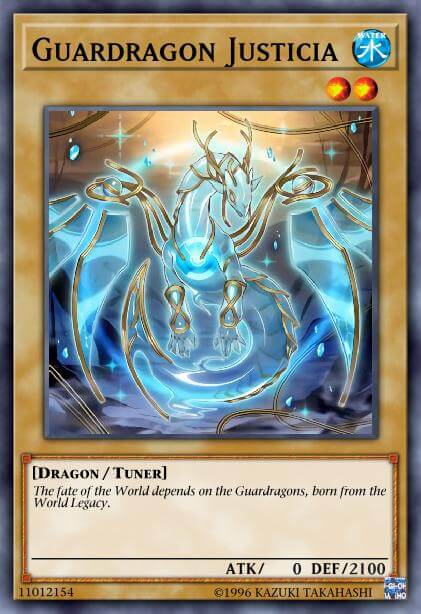 GUARDRAGON JUSTICIA
WATER
水
[DRAGON / TUNER]
The fate of the World depends on the Guardragons, born from the
World Legacy.
ATK/ 0 DEF/2100
11012154
©1996 KAZUKI TAKAHASHI